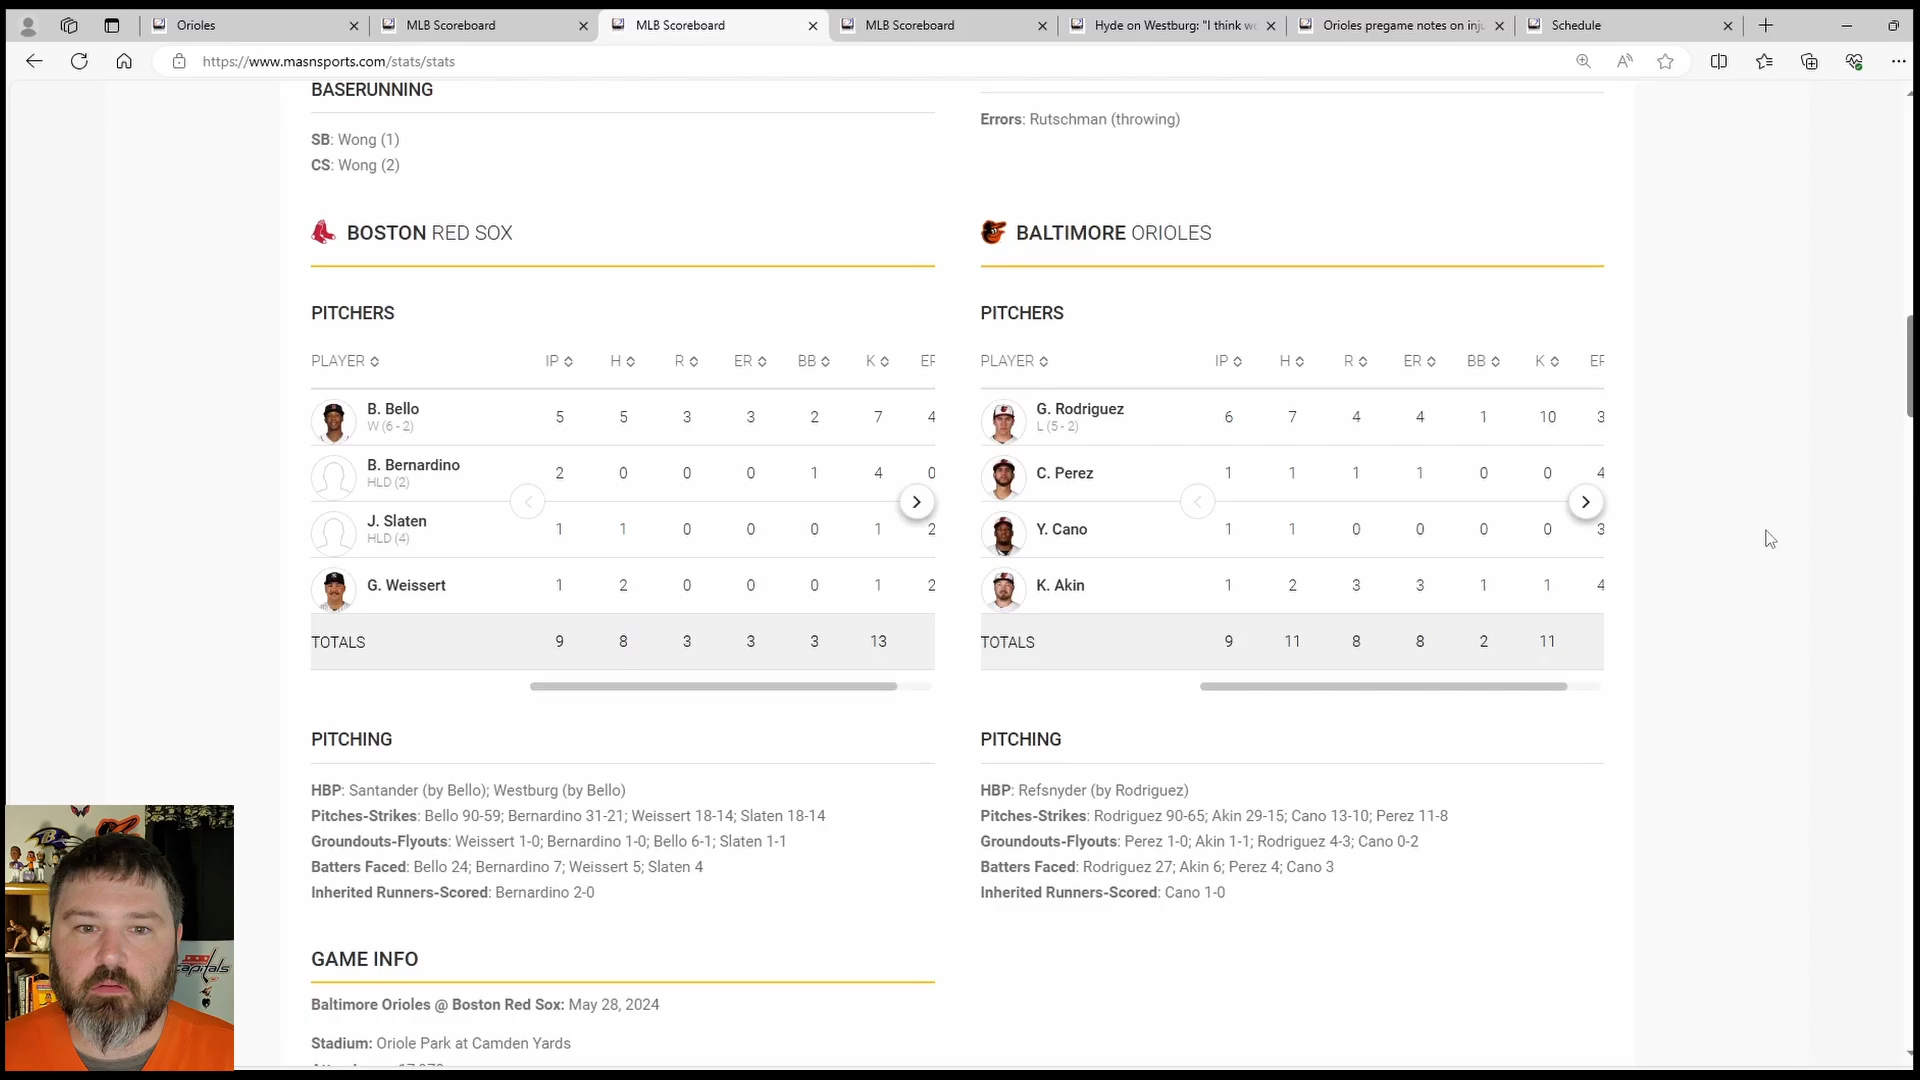 Orioles
MLB Scoreboard
MLB Scoreboard
MLB Scoreboard
Hyde on Westburg: "I think we
Orioles pregame notes on inju
Schedule
https://www.masnsports.com/stats/stats
BASERUNNING
SB: Wong (1)
CS: Wong (2)
Errors: Rutschman (throwing)
BOSTON RED SOX
PITCHERS
PLAYER IP H R ER BB K ER
B. Bello 5 5 3 3 2 7 4
W (6 - 2)
B. Bernardino 2 0 0 0 1 4 0
HLD (2)
J. Slaten 1 1 0 0 0 1 2
HLD (4)
G. Weissert 1 2 0 0 0 1 2
TOTALS 9 8 3 3 3 13
PITCHING
HBP: Santander (by Bello); Westburg (by Bello)
Pitches-Strikes: Bello 90-59; Bernardino 31-21; Weissert 18-14; Slaten 18-14
Groundouts-Flyouts: Weissert 1-0; Bernardino 1-0; Bello 6-1; Slaten 1-1
Batters Faced: Bello 24; Bernardino 7; Weissert 5; Slaten 4
Inherited Runners-Scored: Bernardino 2-0
BALTIMORE ORIOLES
PITCHERS
PLAYER IP H R ER BB K ER
G. Rodriguez 6 7 4 4 1 10 3
L (5 - 2)
C. Perez 1 1 1 1 0 0 4
Y. Cano 1 1 0 0 0 0 3
K. Akin 1 2 3 3 1 1 4
TOTALS 9 11 8 8 2 11
PITCHING
HBP: Refsnyder (by Rodriguez)
Pitches-Strikes: Rodriguez 90-65; Akin 29-15; Cano 13-10; Perez 11-8
Groundouts-Flyouts: Perez 1-0; Akin 1-1; Rodriguez 4-3; Cano 0-2
Batters Faced: Rodriguez 27; Akin 6; Perez 4; Cano 3
Inherited Runners-Scored: Cano 1-0
GAME INFO
Baltimore Orioles @ Boston Red Sox: May 28, 2024
Stadium: Oriole Park at Camden Yards
capitals